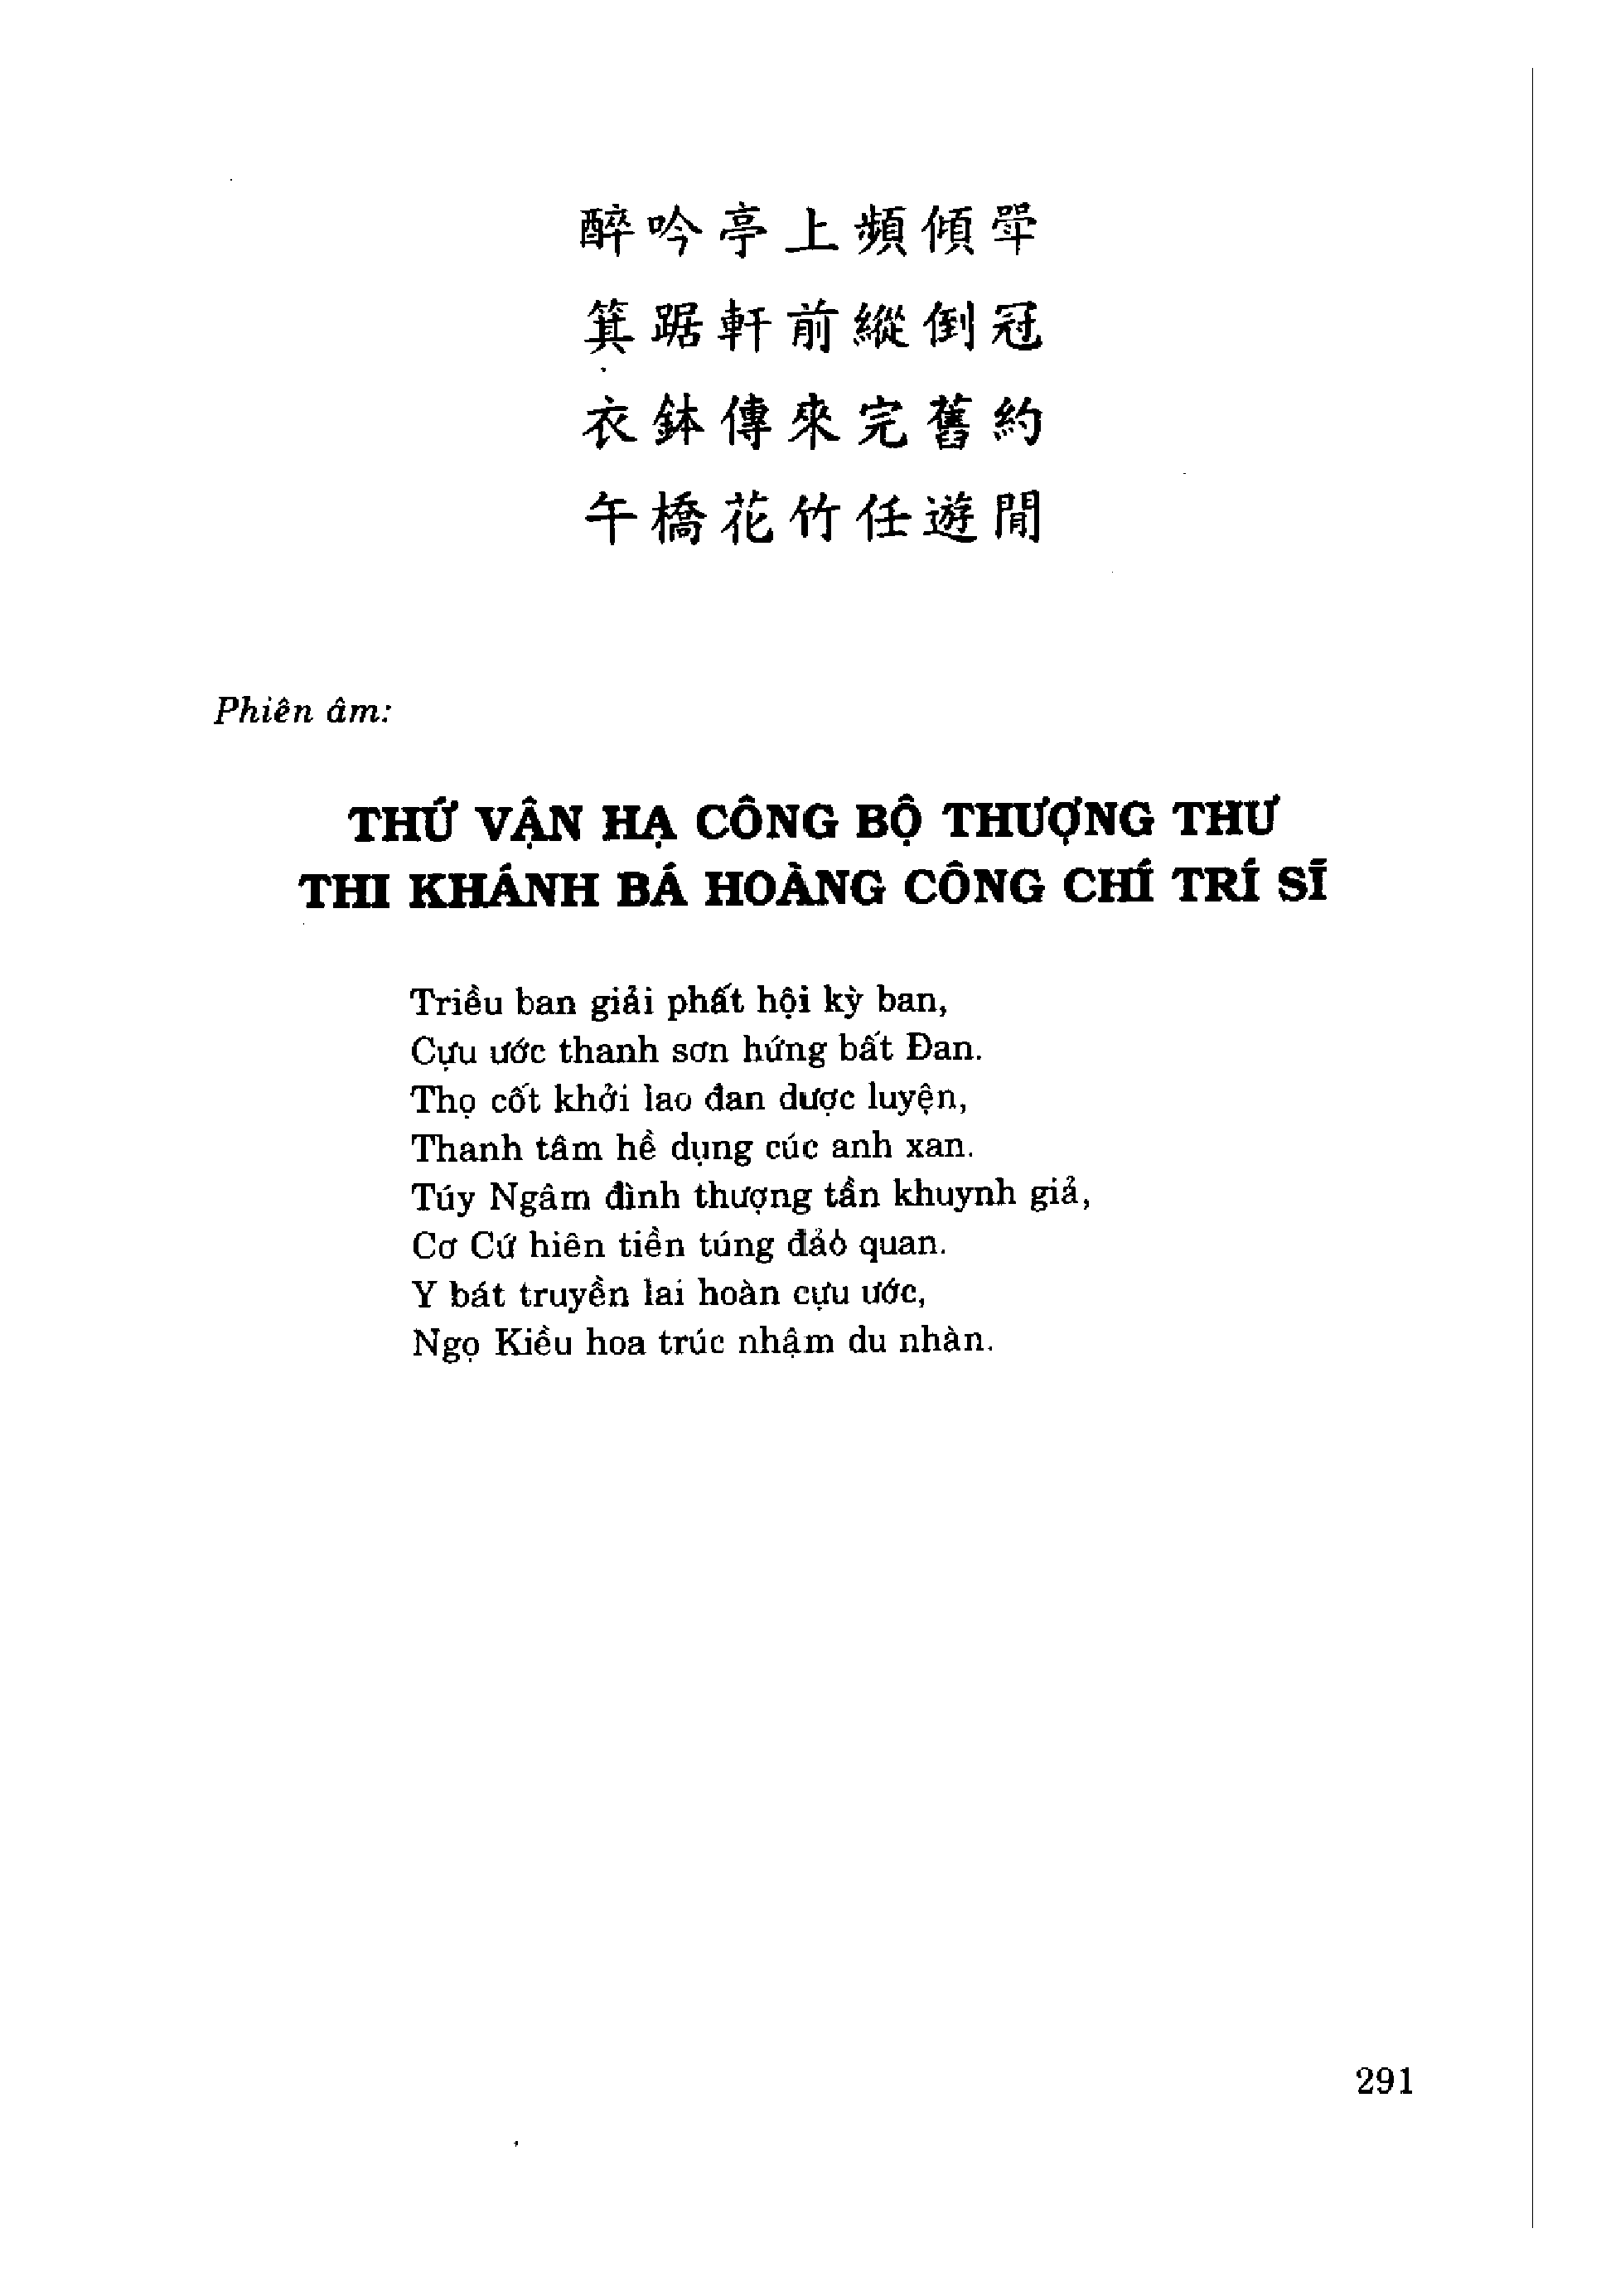 醉吟亭上頻傾斝
箕踞軒前縱倒冠
衣鉢傳來完舊約
午橋花竹任遊閒
Phiên âm:
THỨ VẬN HẠ CÔNG BỘ THƯỢNG THƯ
THI KHÁNH BÁ HOÀNG CÔNG CHÍ TRÍ SĨ
Triều ban giải phất hội kỳ ban,
Cựu ước thanh sơn hứng bất Đan.
Thọ cốt khởi lao đan dược luyện,
Thanh tâm hề dụng cúc anh xan.
Túy Ngâm đình thượng tần khuynh giả,
Cơ Cứ hiên tiền túng đảò quan.
Y bát truyền lai hoàn cựu ước,
Ngọ Kiều hoa trúc nhậm du nhàn.
291